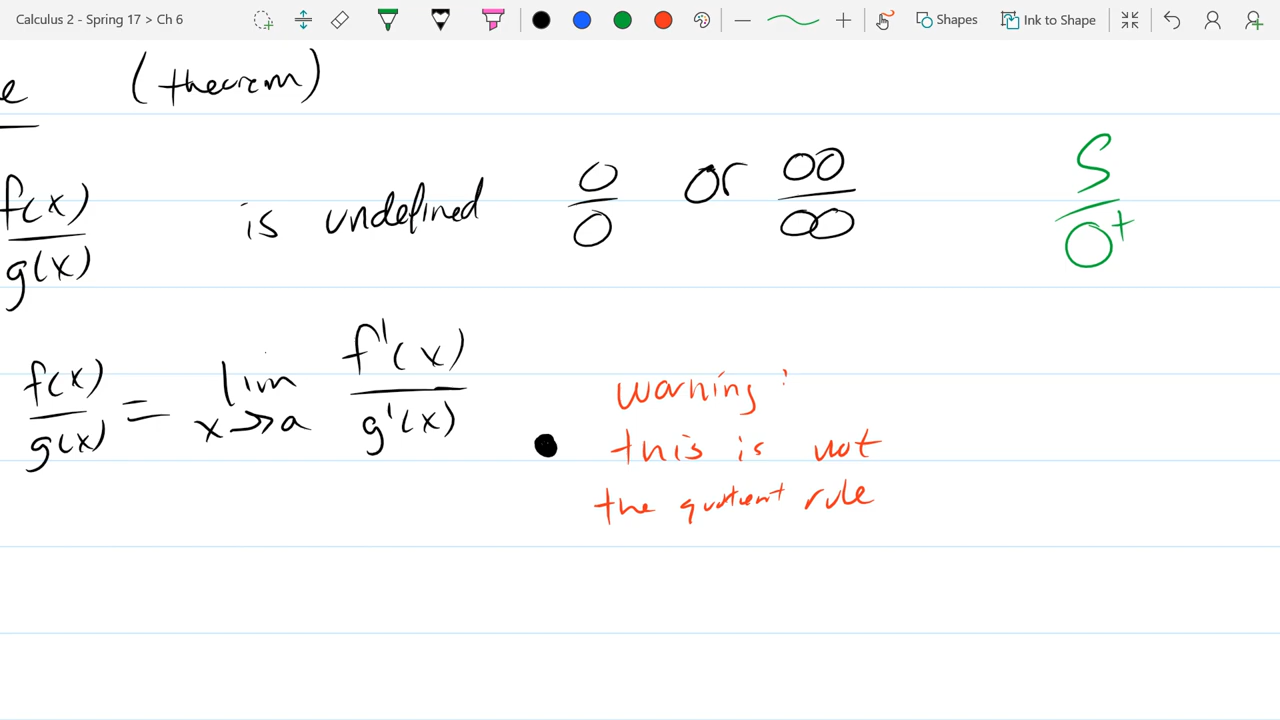 Calculus 2 - Spring 17 > Ch 6
Shapes
Ink to Shape
e (theorem)
f(x)/g(x) is undefined 0/0 or ∞/∞
5/0⁺
f(x)/g(x) = lim x→a f'(x)/g'(x)
warning:
this is not
the quotient rule